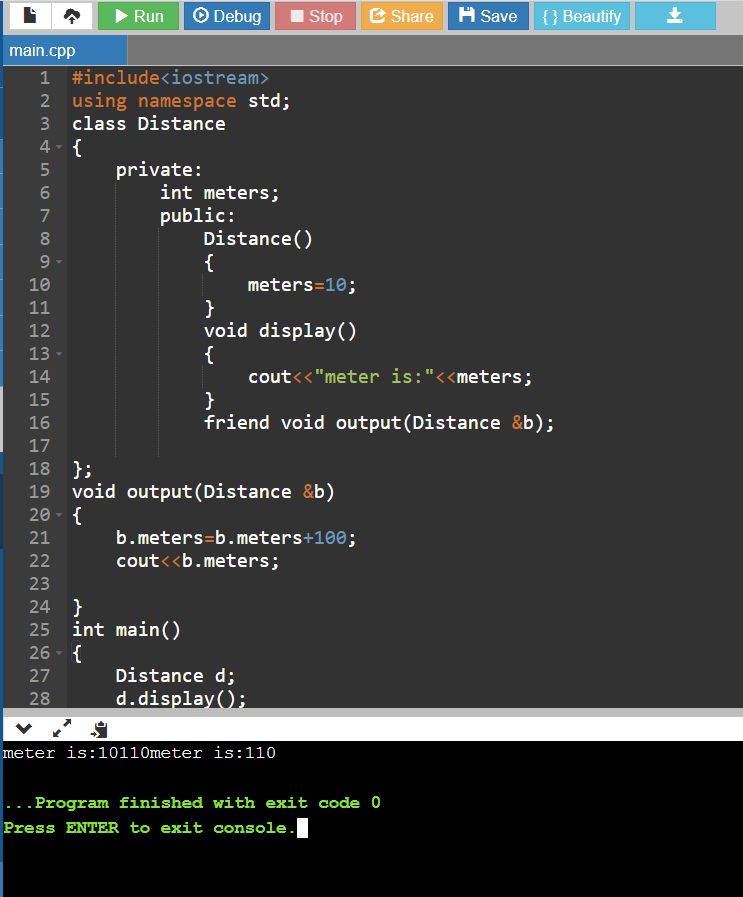 Run Debug Stop Share Save { } Beautify
main.cpp
1 #include<iostream>
2 using namespace std;
3 class Distance
4 {
5 private:
6 int meters;
7 public:
8 Distance()
9 {
10 meters=10;
11 }
12 void display()
13 {
14 cout<<"meter is:"<<meters;
15 }
16 friend void output(Distance &b);
17
18 };
19 void output(Distance &b)
20 {
21 b.meters=b.meters+100;
22 cout<<b.meters;
23
24 }
25 int main()
26 {
27 Distance d;
28 d.display();
meter is:10110meter is:110
...Program finished with exit code 0
Press ENTER to exit console.